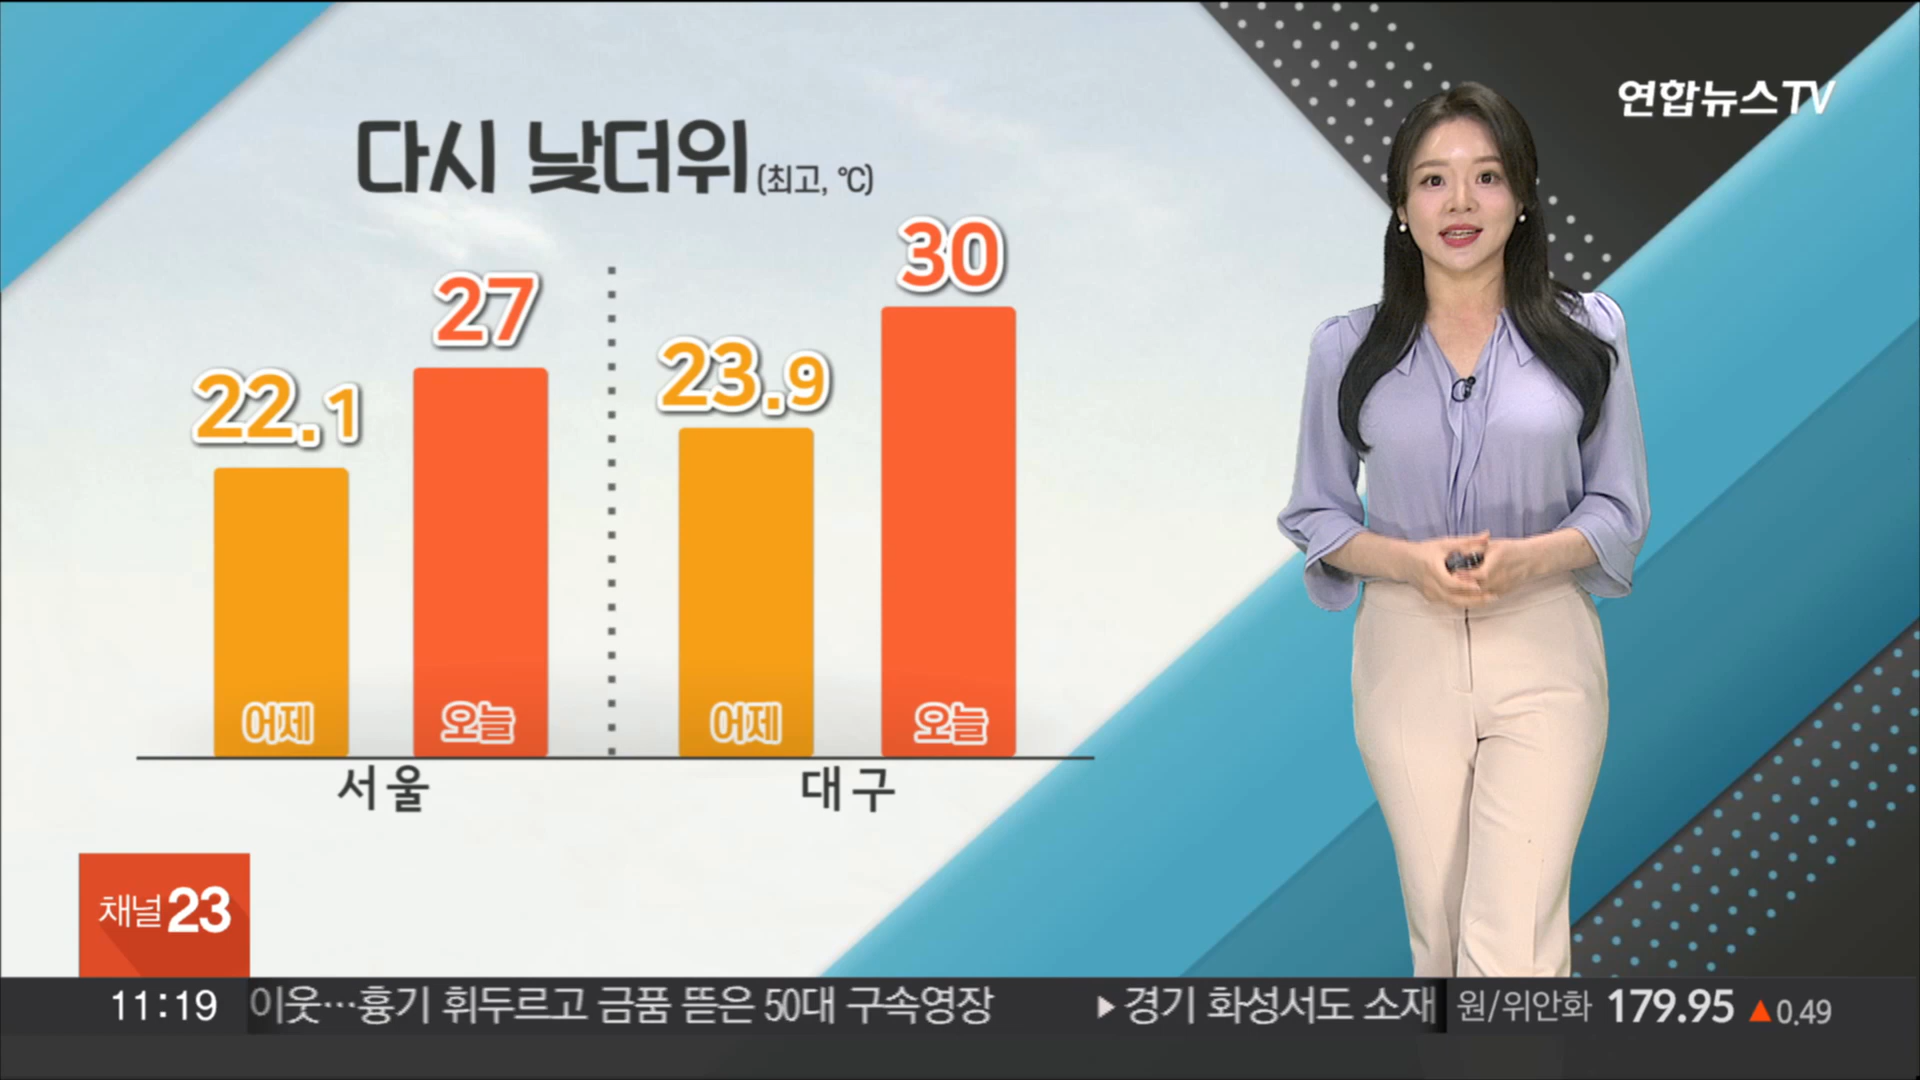 연합뉴스TV
다시 낮더위 (최고, ℃)
22.1
27
23.9
30
어제
오늘
어제
오늘
서울
대구
채널 23
11:19
이웃…흉기 휘두르고 금품 뜯은 50대 구속영장 ▶경기 화성서도 소재
원/위안화 179.95 ▲0.49